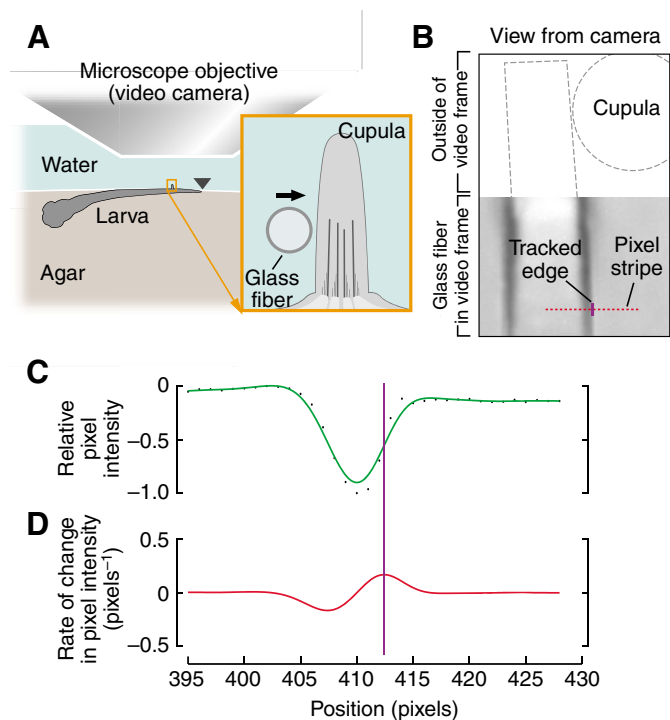 A
Microscope objective
(video camera)
Water
Larva
Agar
Cupula
Glass
fiber
B
View from camera
Outside of
video frame
Cupula
Glass fiber
in video frame
Tracked
edge
Pixel
stripe
C
Relative
pixel
intensity
0
–0.5
–1.0
D
Rate of change
in pixel intensity
(pixels–1)
0.5
0
–0.5
395 400 405 410 412 420 425 428 430
Position (pixels)